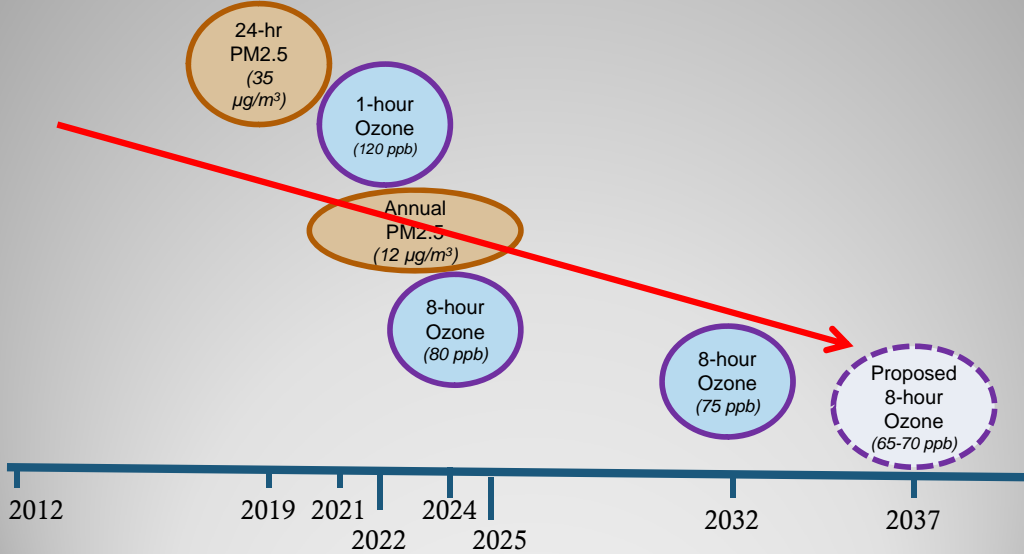 24-hr
PM2.5
(35
µg/m³)
1-hour
Ozone
(120 ppb)
Annual
PM2.5
(12 µg/m³)
8-hour
Ozone
(80 ppb)
8-hour
Ozone
(75 ppb)
Proposed
8-hour
Ozone
(65-70 ppb)
2012
2019
2021
2022
2024
2025
2032
2037